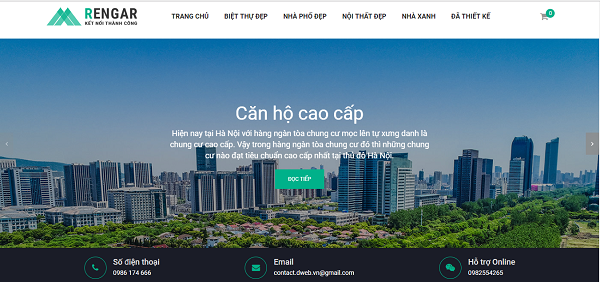 RENGAR
KẾT NỐI THÀNH CÔNG
TRANG CHỦ BIỆT THỰ ĐẸP NHÀ PHỐ ĐẸP NỘI THẤT ĐẸP NHÀ XANH ĐÃ THIẾT KẾ
0
Căn hộ cao cấp
Hiện nay tại Hà Nội với hàng ngàn tòa chung cư mọc lên tự xưng danh là
chung cư cao cấp. Vậy trong hàng ngàn tòa chung cư đó thì những chung
cư nào đạt tiêu chuẩn cao cấp nhất tại thủ đô Hà Nội
ĐỌC TIẾP
Số điện thoại
0986 174 666
Email
contact.dweb.vn@gmail.com
Hỗ trợ Online
0982554265